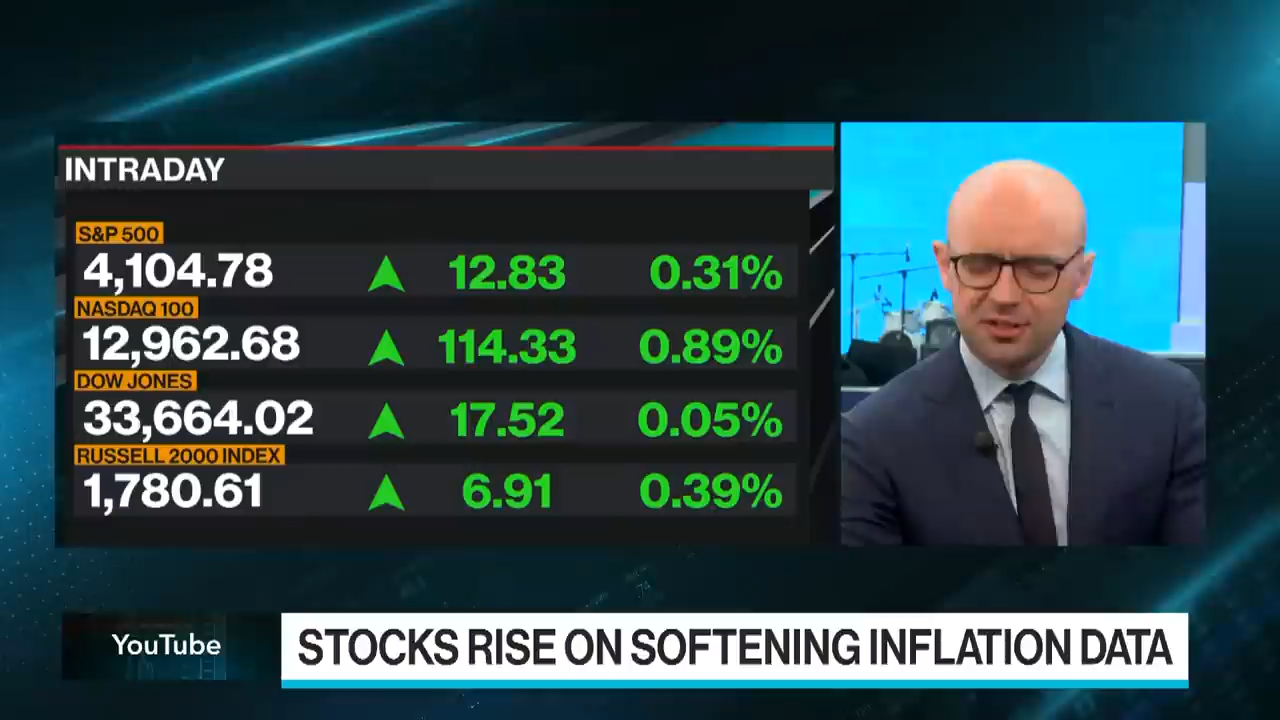 INTRADAY
S&P 500
4,104.78 ▲ 12.83 0.31%
NASDAQ 100
12,962.68 ▲ 114.33 0.89%
DOW JONES
33,664.02 ▲ 17.52 0.05%
RUSSELL 2000 INDEX
1,780.61 ▲ 6.91 0.39%
YouTube
STOCKS RISE ON SOFTENING INFLATION DATA